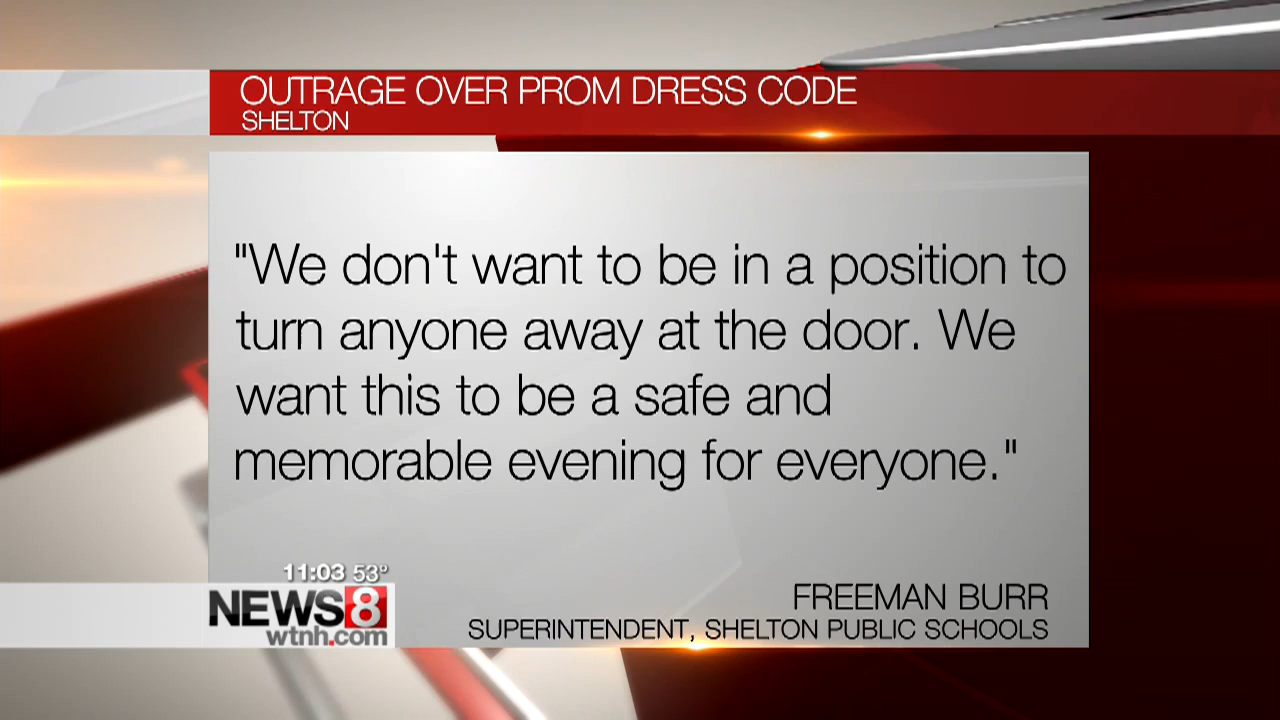 OUTRAGE OVER PROM DRESS CODE
SHELTON
"We don't want to be in a position to
turn anyone away at the door. We
want this to be a safe and
memorable evening for everyone."
FREEMAN BURR
SUPERINTENDENT, SHELTON PUBLIC SCHOOLS
11:03 53°
NEWS 8
wtnh.com